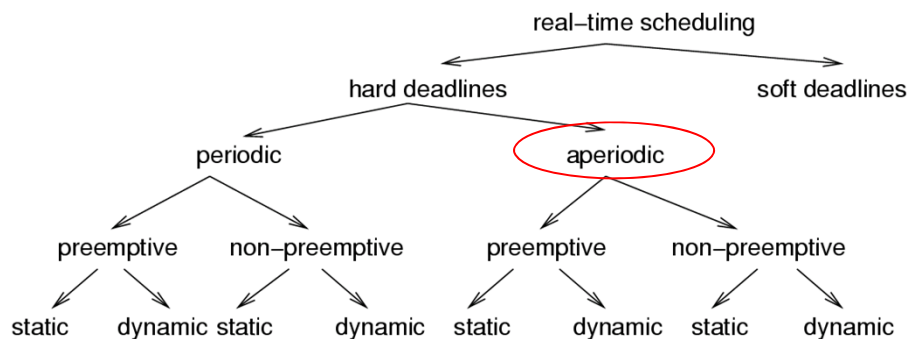 real−time scheduling
hard deadlines soft deadlines
periodic aperiodic
preemptive non−preemptive preemptive non−preemptive
static dynamic static dynamic static dynamic static dynamic